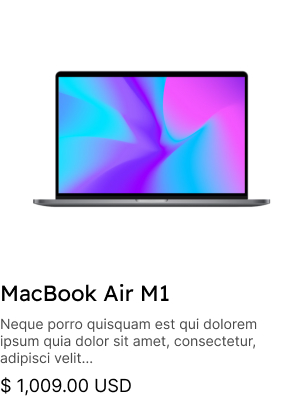 MacBook Air M1
Neque porro quisquam est qui dolorem
ipsum quia dolor sit amet, consectetur,
adipisci velit...
$ 1,009.00 USD